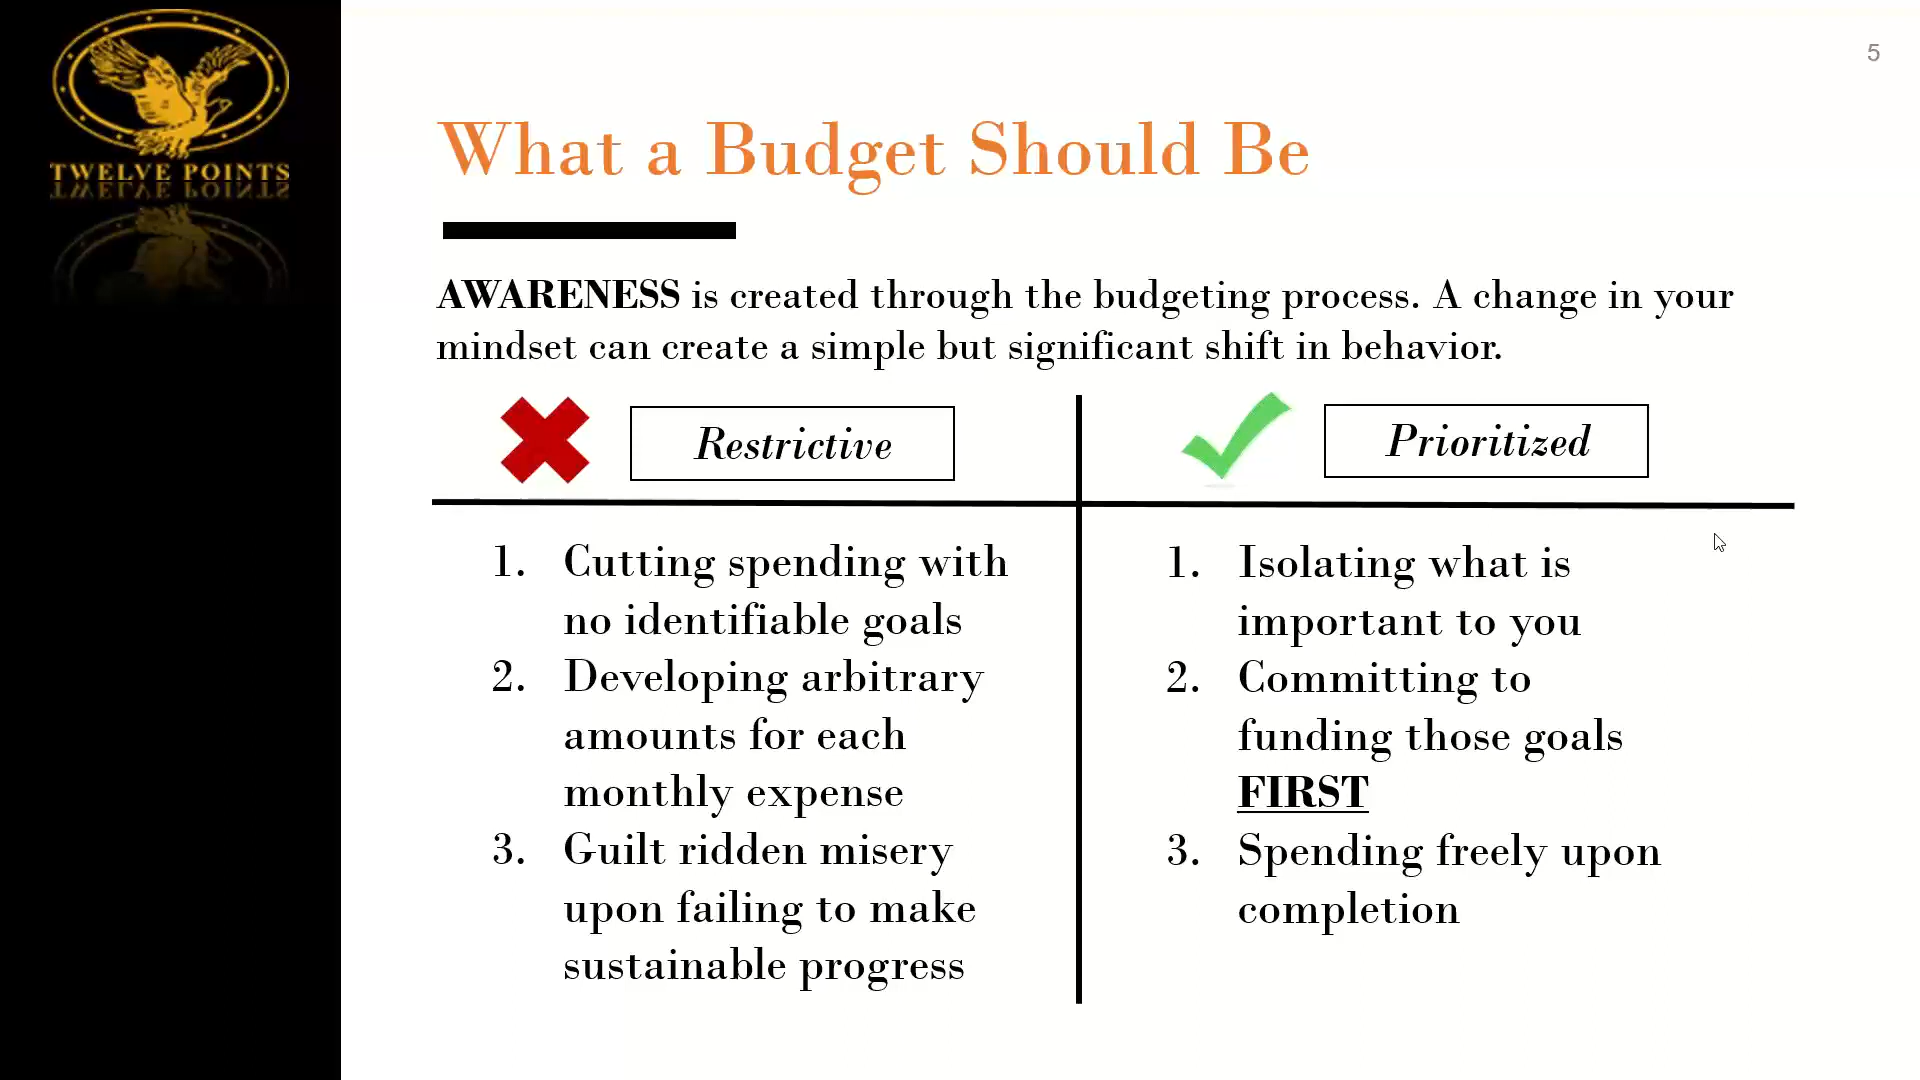 TWELVE POINTS
5
What a Budget Should Be
AWARENESS is created through the budgeting process. A change in your
mindset can create a simple but significant shift in behavior.
Restrictive
Prioritized
1. Cutting spending with
no identifiable goals
2. Developing arbitrary
amounts for each
monthly expense
3. Guilt ridden misery
upon failing to make
sustainable progress
1. Isolating what is
important to you
2. Committing to
funding those goals
FIRST
3. Spending freely upon
completion